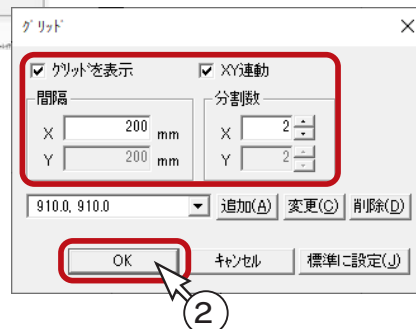 グリッド
グリッドを表示 XY連動
間隔 分割数
X 200 mm X 2
Y 200 mm Y 2
910.0, 910.0 追加(A) 変更(C) 削除(D)
OK キャンセル 標準に設定(J)
2